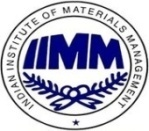 INDIAN INSTITUTE OF MATERIALS MANAGEMENT
IIMM